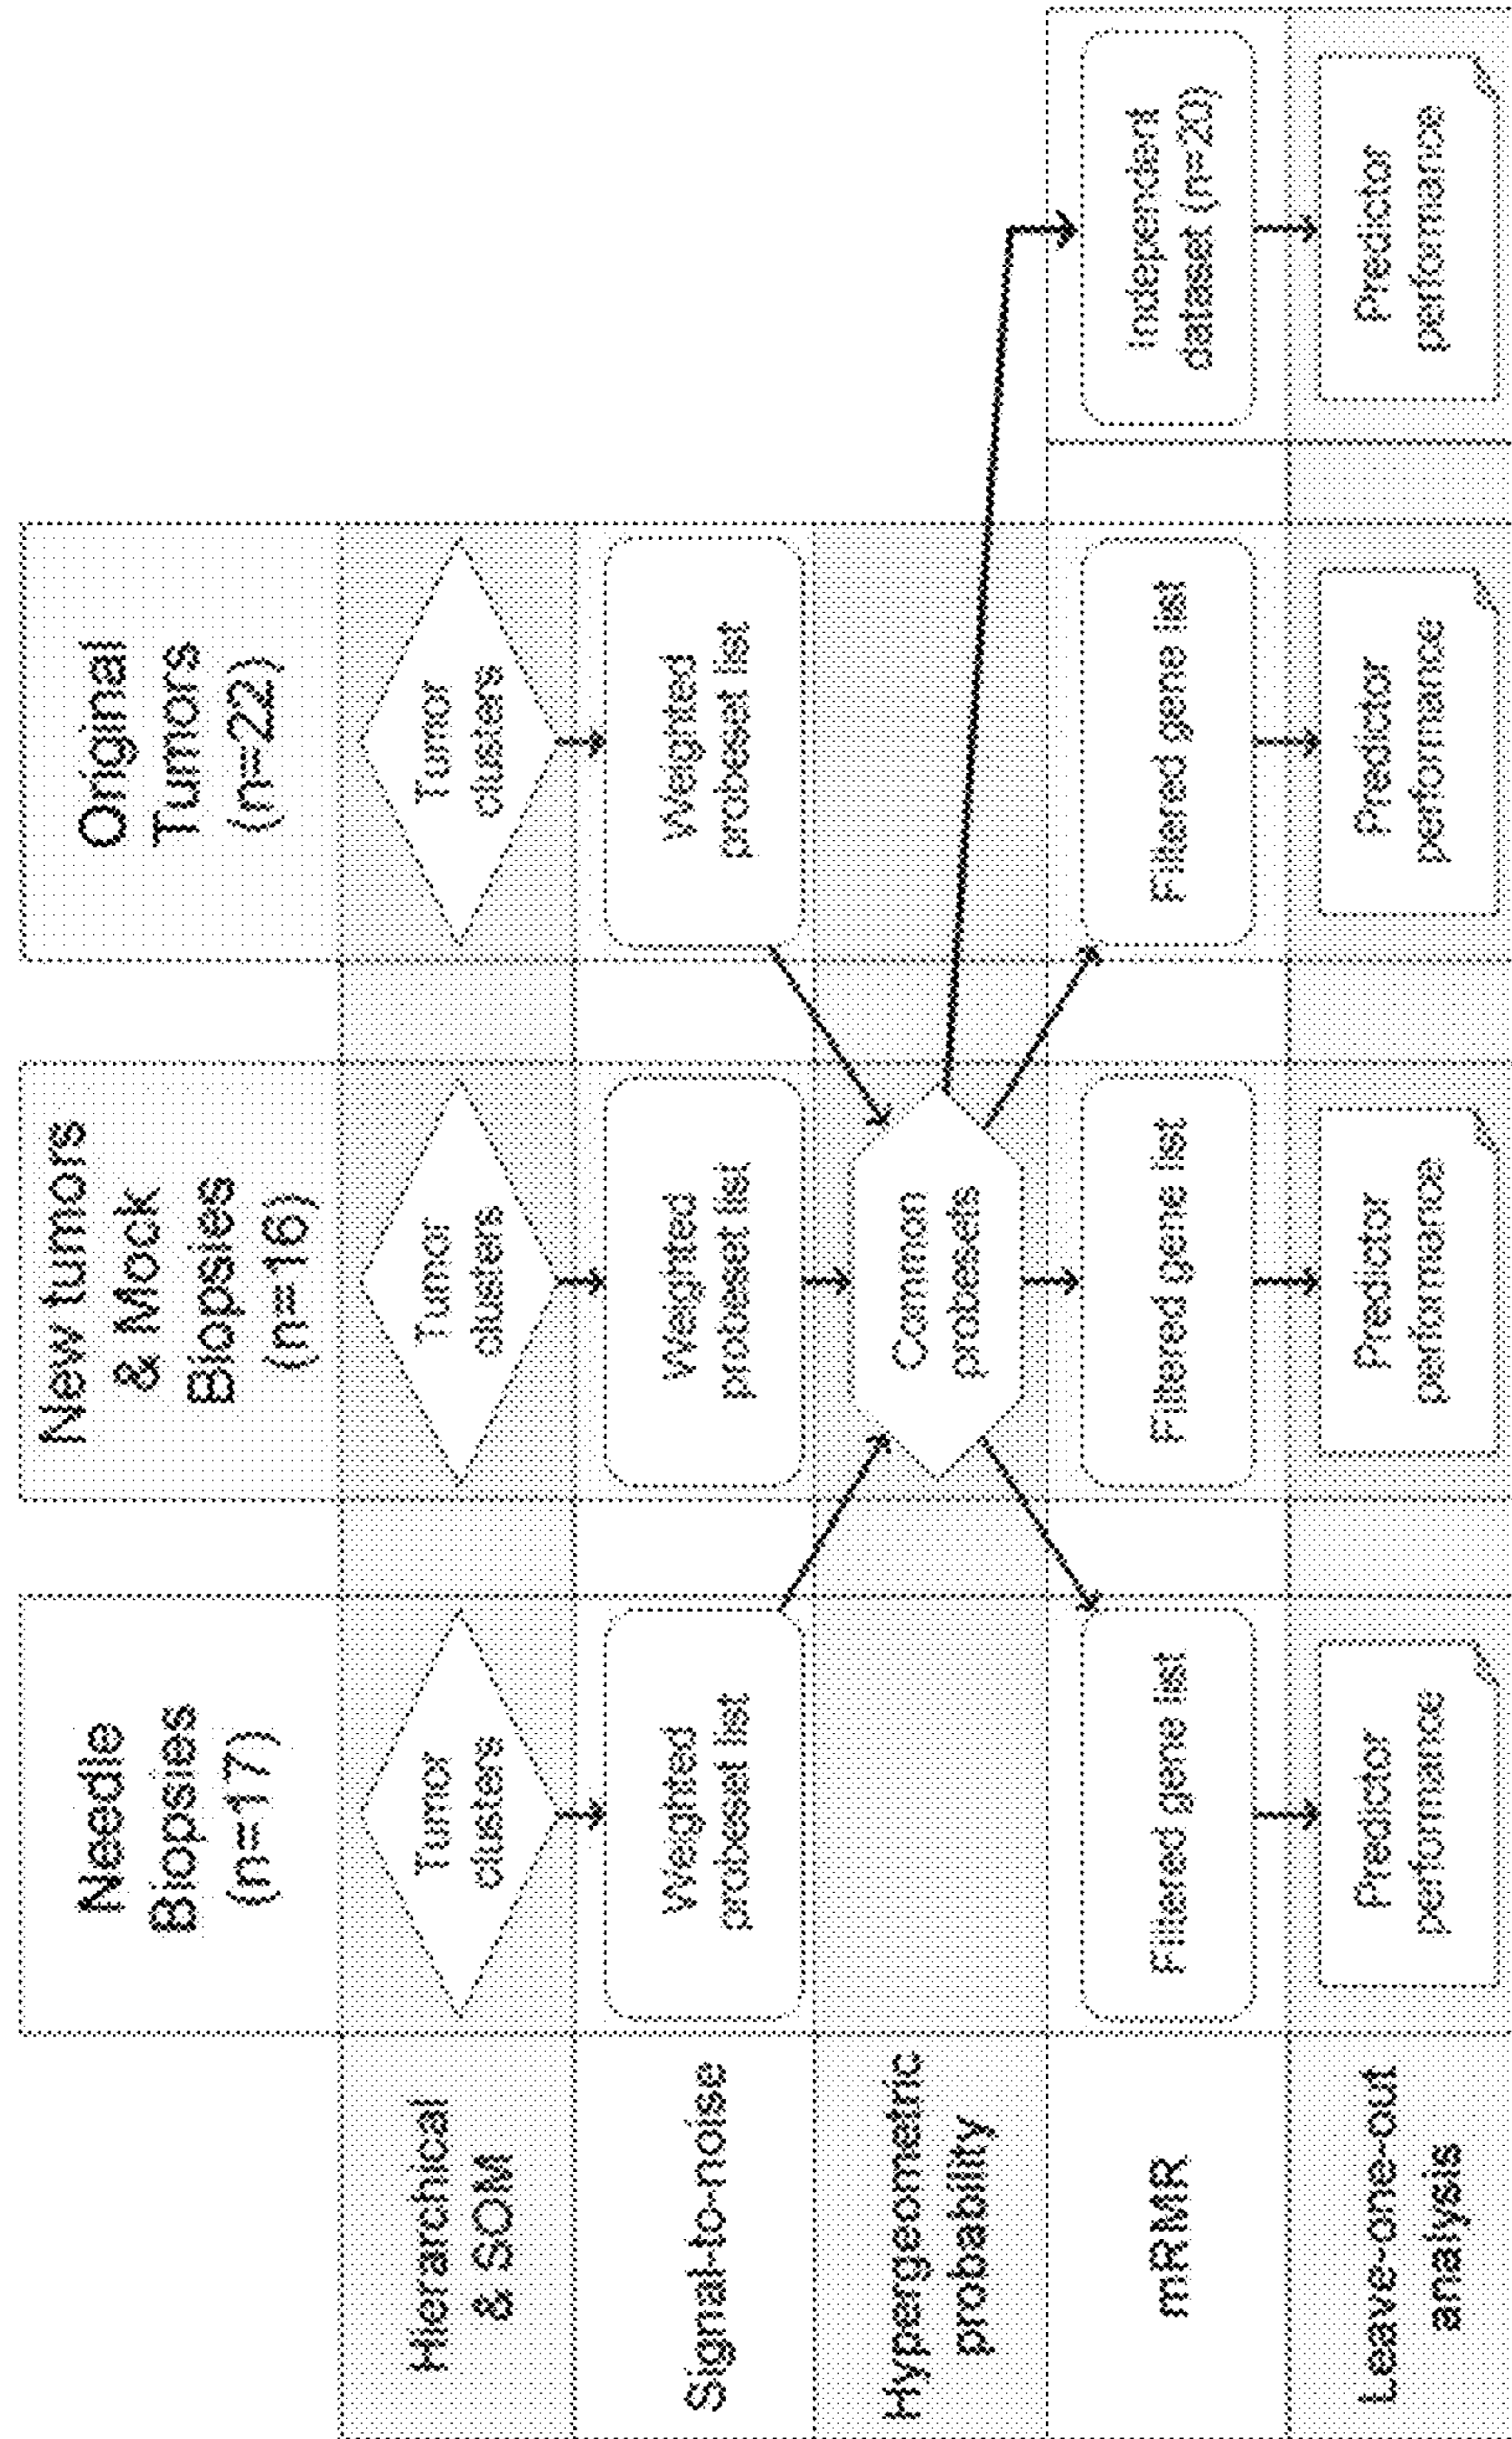 Needle
Biopsies
(n=17)
New tumors
& Mock
Biopsies
(n=16)
Original
Tumors
(n=22)
Hierarchical
& SOM
Tumor
clusters
Tumor
clusters
Tumor
clusters
Signal-to-noise
Weighted
probeset list
Weighted
probeset list
Weighted
probeset list
Hypergeometric
probability
Common
probesets
mRMR
Filtered gene list
Filtered gene list
Filtered gene list
Independent
dataset (n=20)
Leave-one-out
analysis
Predictor
performance
Predictor
performance
Predictor
performance
Predictor
performance